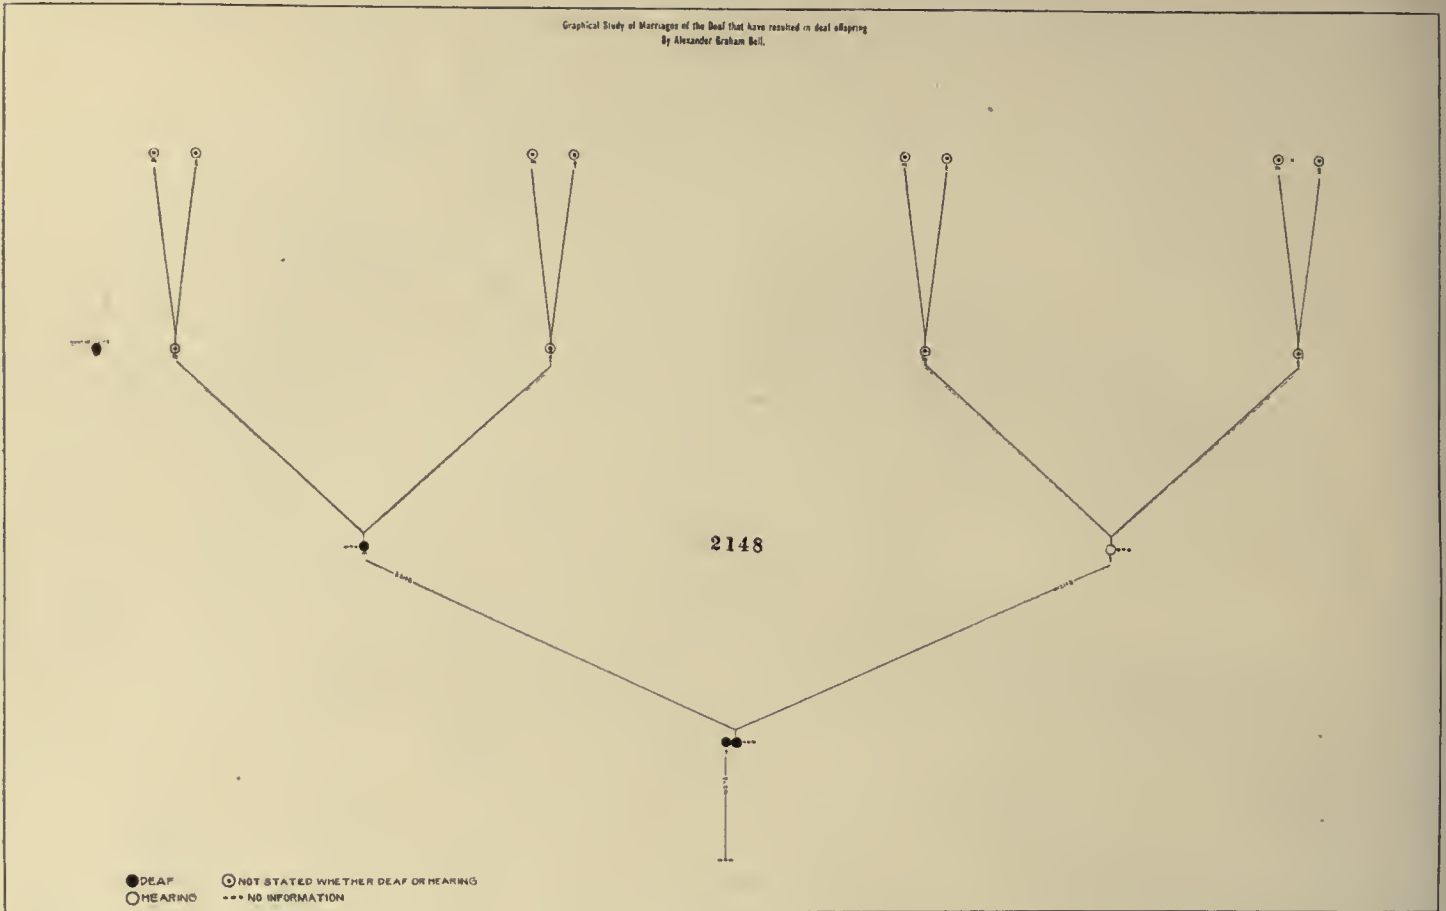 Graphical Study of Marriages of the Deaf that have resulted in deaf offspring
By Alexander Graham Bell.
2148
DEAF
NOT STATED WHETHER DEAF OR HEARING
HEARING
--- NO INFORMATION